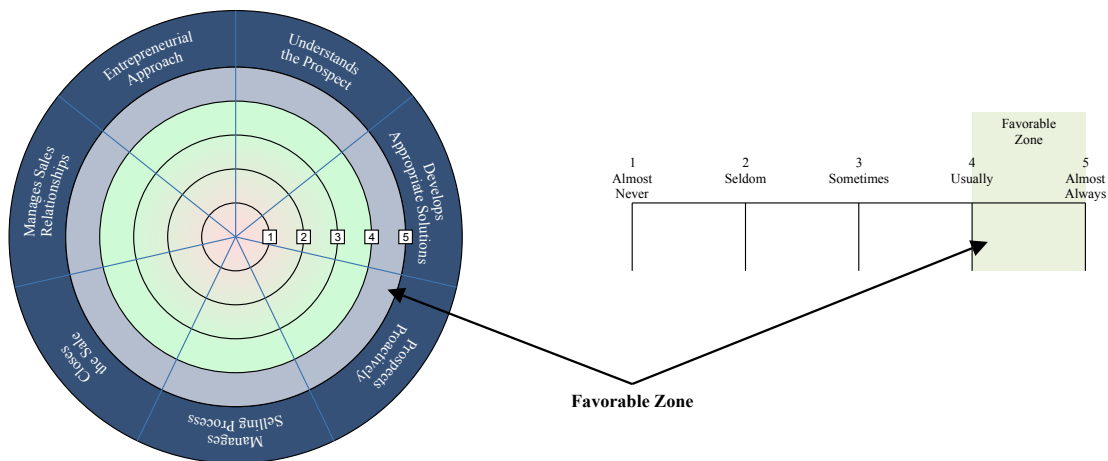 Entrepreneurial
Approach
Understands
the Prospect
Develops
Appropriate Solutions
Prospects
Proactively
Manages
Selling Process
Closes
the Sale
Manages Sales
Relationships
1
2
3
4
5
Favorable
Zone
1
Almost
Never
2
Seldom
3
Sometimes
4
Usually
5
Almost
Always
Favorable Zone